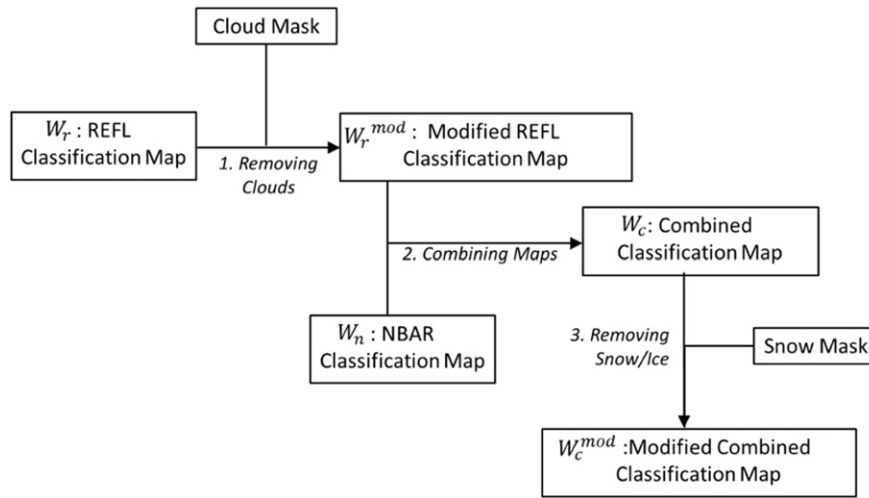 Cloud Mask
W_r : REFL
Classification Map
1. Removing
Clouds
W_r^{mod} : Modified REFL
Classification Map
W_c: Combined
Classification Map
2. Combining Maps
W_n : NBAR
Classification Map
3. Removing
Snow/Ice
Snow Mask
W_c^{mod} :Modified Combined
Classification Map